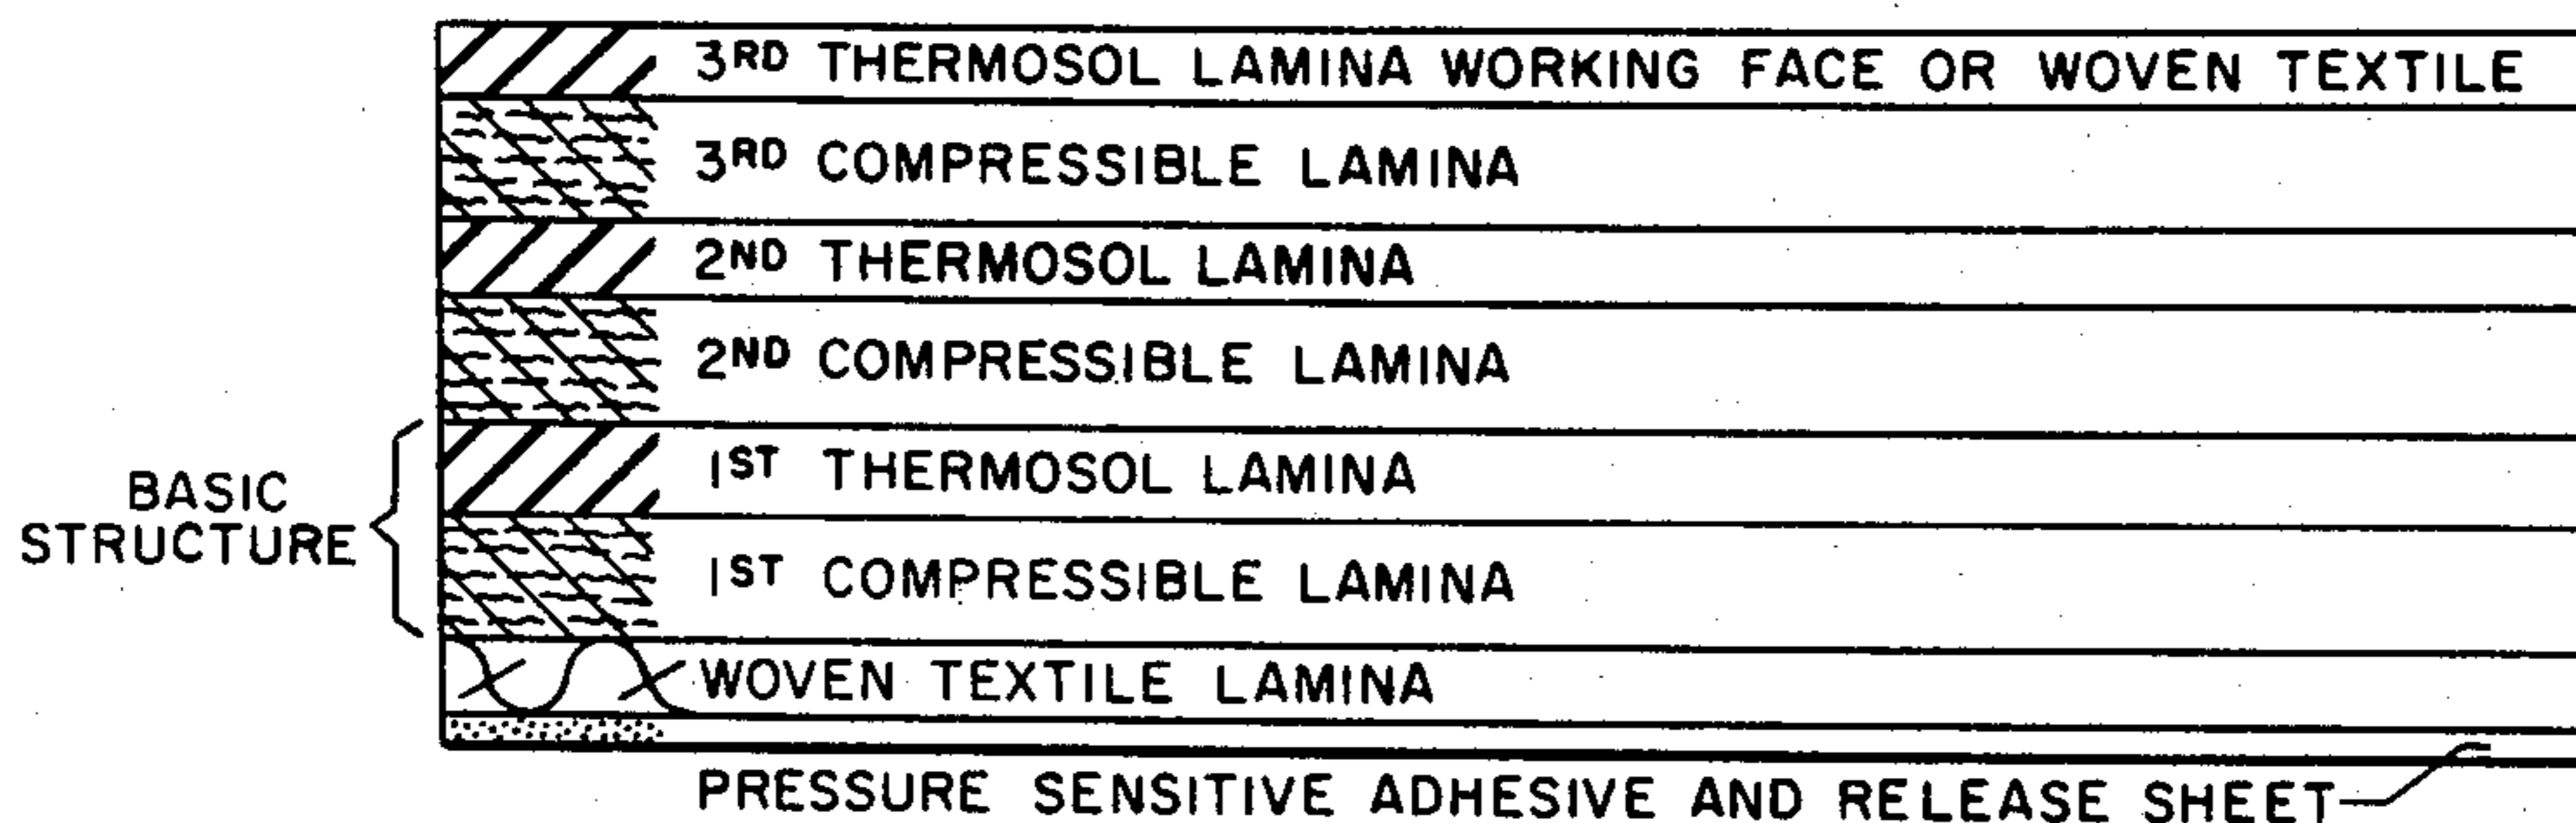 3RD THERMOSOL LAMINA WORKING FACE OR WOVEN TEXTILE
3RD COMPRESSIBLE LAMINA
2ND THERMOSOL LAMINA
2ND COMPRESSIBLE LAMINA
BASIC
STRUCTURE
1ST THERMOSOL LAMINA
1ST COMPRESSIBLE LAMINA
WOVEN TEXTILE LAMINA
PRESSURE SENSITIVE ADHESIVE AND RELEASE SHEET